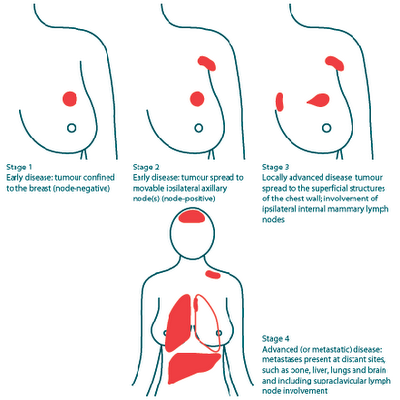 Stage 1
Early disease: tumour confined
to the breast (node-negative)
Stage 2
Early disease: tumour spread to
movable ipsilateral axillary
node(s) (node-positive)
Stage 3
Locally advanced disease tumour
spread to the superficial structures
of the chest wall; involvement of
ipsilateral internal mammary lymph
nodes
Stage 4
Advanced (or metastatic) disease:
metastases present at distant sites,
such as bone, liver, lungs and brain
and including supraclavicular lymph
node involvement